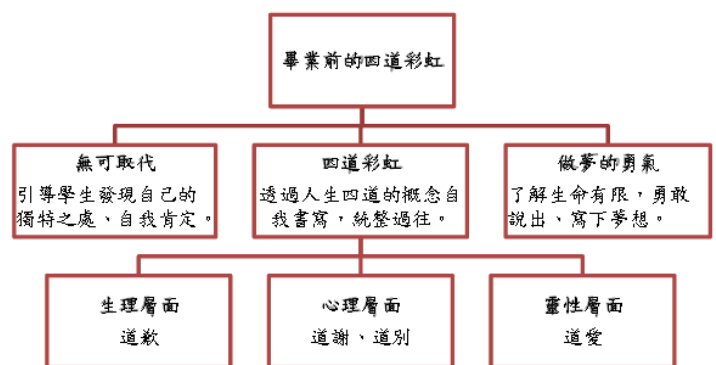 畢業前的四道彩虹
無可取代
引導學生發現自己的
獨特之處、自我肯定。
四道彩虹
透過人生四道的概念自
我書寫，統整過往。
做夢的勇氣
了解生命有限，勇敢
說出、寫下夢想。
生理層面
道歉
心理層面
道謝、道別
靈性層面
道愛